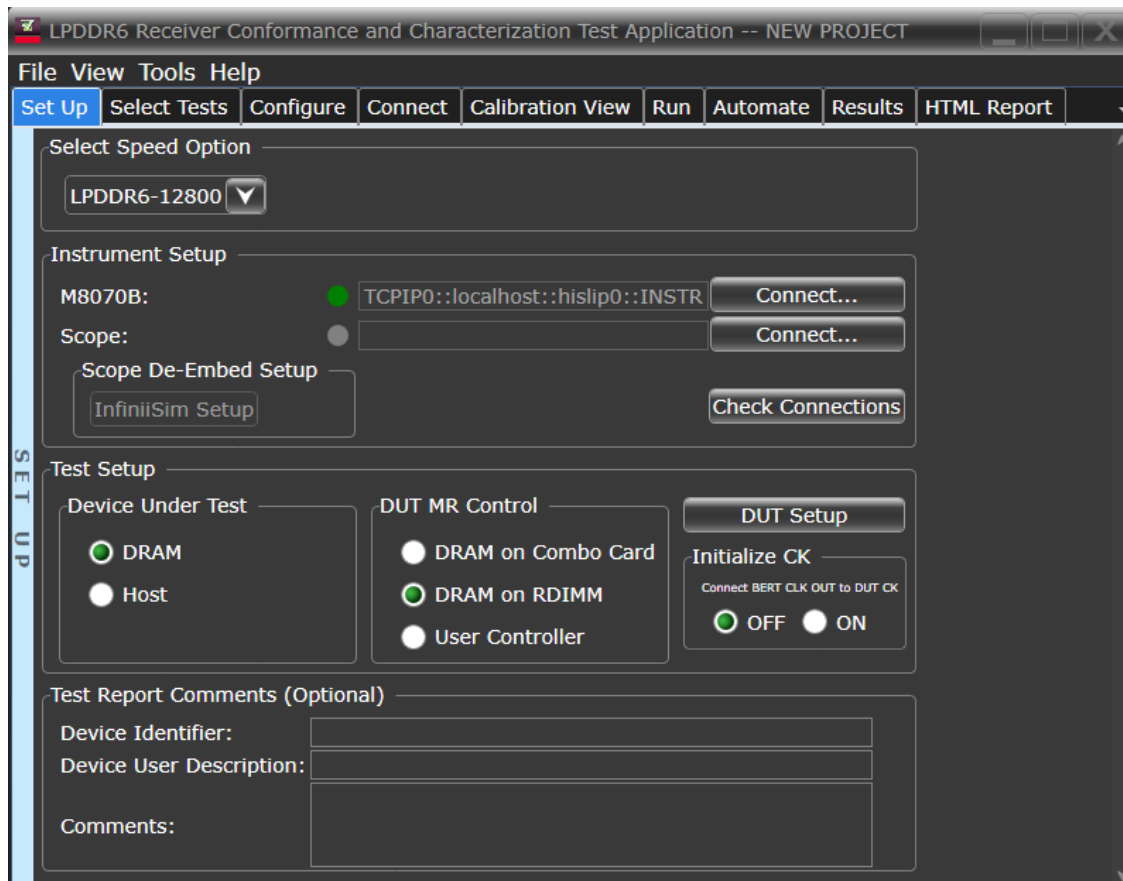 LPDDR6 Receiver Conformance and Characterization Test Application -- NEW PROJECT
File View Tools Help
Set Up Select Tests Configure Connect Calibration View Run Automate Results HTML Report
SET UP
Select Speed Option
LPDDR6-12800
Instrument Setup
M8070B: TCPIP0::localhost::hislip0::INSTR Connect...
Scope: Connect...
Scope De-Embed Setup
InfiniiSim Setup Check Connections
Test Setup
Device Under Test DUT MR Control DUT Setup
DRAM DRAM on Combo Card Initialize CK
Connect BERT CLK OUT to DUT CK
Host DRAM on RDIMM OFF ON
User Controller
Test Report Comments (Optional)
Device Identifier:
Device User Description:
Comments: